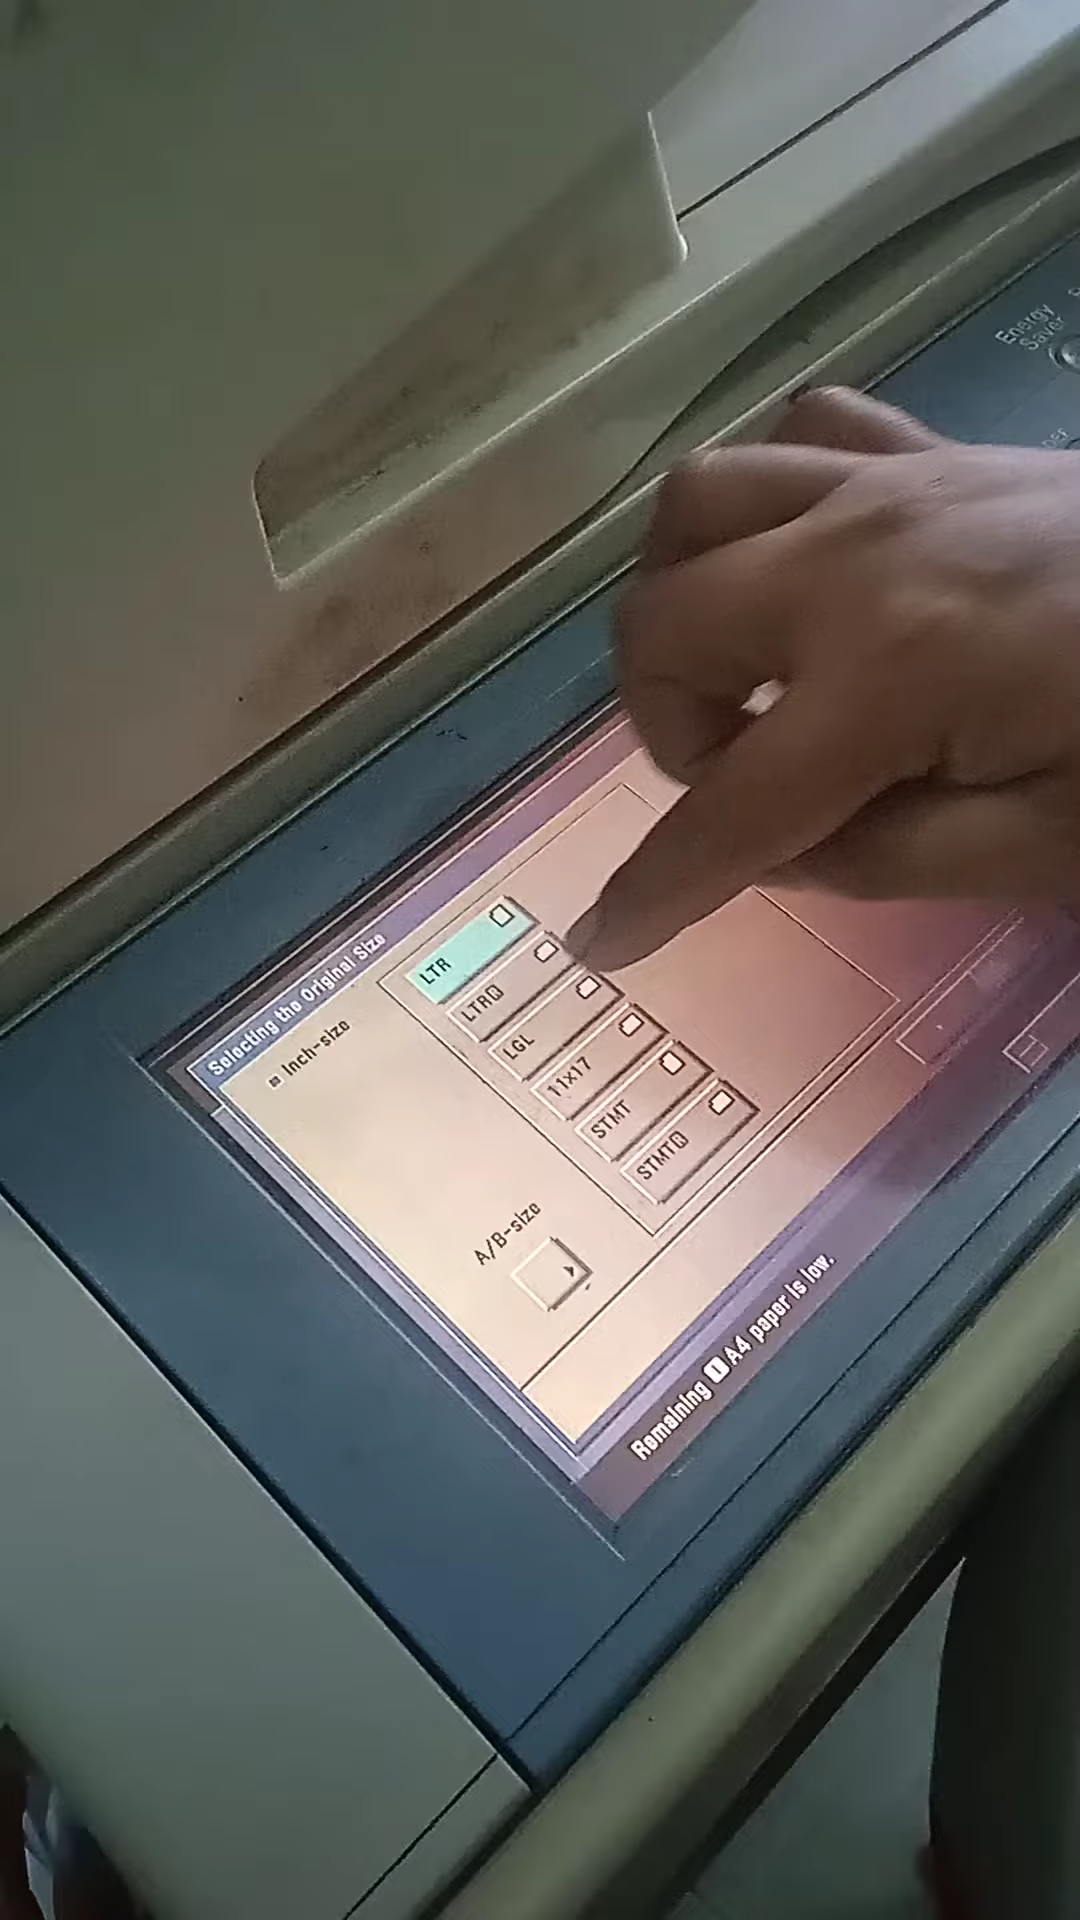 Energy
Saver
Selecting the Original Size
Inch-size
LTR
LTRR
LGL
11x17
STMT
STMTR
A/B-size
Remaining 1 A4 paper is low.